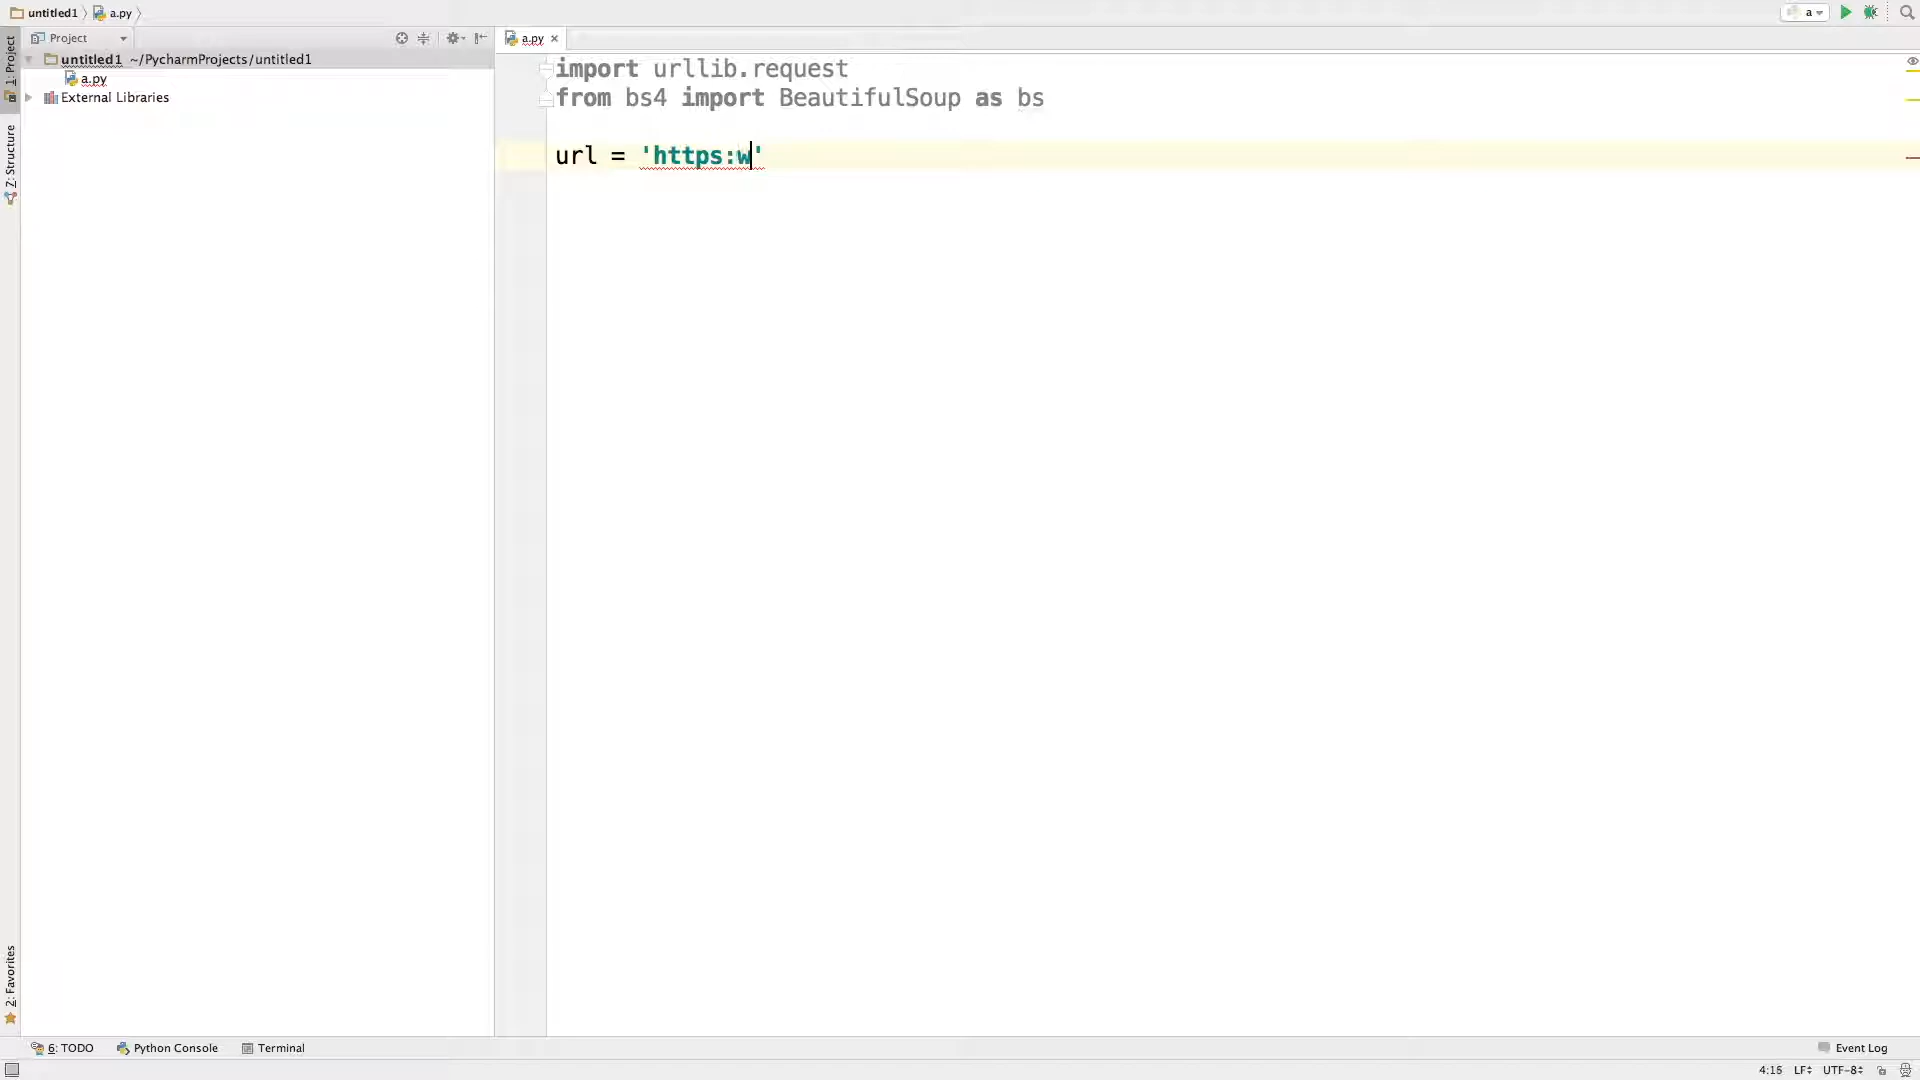 untitled1 a.py a
Project a.py
untitled1 ~/PycharmProjects/untitled1
a.py
External Libraries
1: Project
7: Structure
2: Favorites
import urllib.request
from bs4 import BeautifulSoup as bs
url = 'https:w'
6: TODO Python Console Terminal Event Log
4:15 LF UTF-8